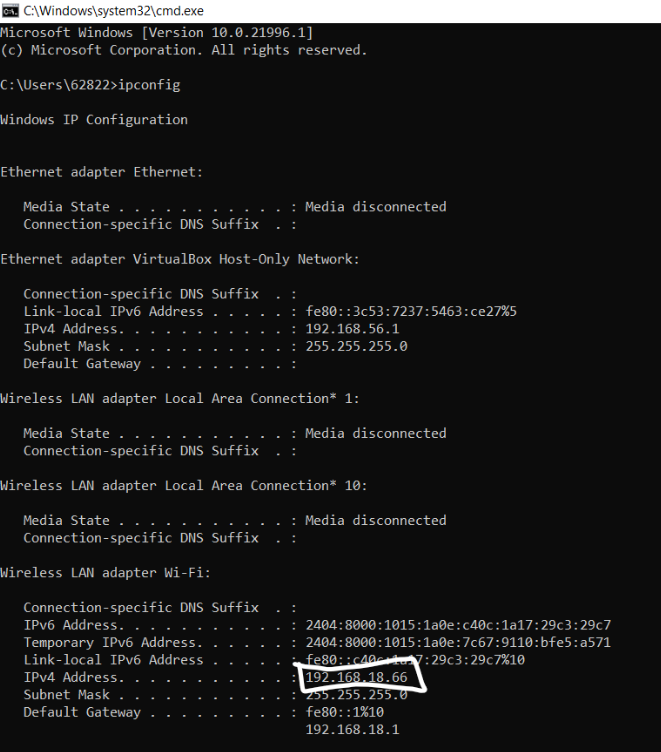 C:\Windows\system32\cmd.exe
Microsoft Windows [Version 10.0.21996.1]
(c) Microsoft Corporation. All rights reserved.
C:\Users\62822>ipconfig
Windows IP Configuration
Ethernet adapter Ethernet:
Media State . . . . . . . . . . . : Media disconnected
Connection-specific DNS Suffix  . :
Ethernet adapter VirtualBox Host-Only Network:
Connection-specific DNS Suffix  . :
Link-local IPv6 Address . . . . . : fe80::3c53:7237:5463:ce27%5
IPv4 Address. . . . . . . . . . . : 192.168.56.1
Subnet Mask . . . . . . . . . . . : 255.255.255.0
Default Gateway . . . . . . . . . :
Wireless LAN adapter Local Area Connection* 1:
Media State . . . . . . . . . . . : Media disconnected
Connection-specific DNS Suffix  . :
Wireless LAN adapter Local Area Connection* 10:
Media State . . . . . . . . . . . : Media disconnected
Connection-specific DNS Suffix  . :
Wireless LAN adapter Wi-Fi:
Connection-specific DNS Suffix  . :
IPv6 Address. . . . . . . . . . . : 2404:8000:1015:1a0e:c40c:1a17:29c3:29c7
Temporary IPv6 Address. . . . . . : 2404:8000:1015:1a0e:7c67:9110:bfe5:a571
Link-local IPv6 Address . . . . . : fe80::c40c:1a17:29c3:29c7%10
IPv4 Address. . . . . . . . . . . : 192.168.18.66
Subnet Mask . . . . . . . . . . . : 255.255.255.0
Default Gateway . . . . . . . . . : fe80::1%10
192.168.18.1